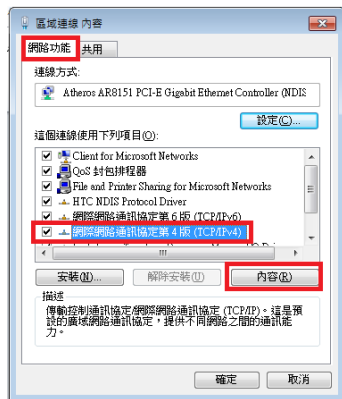 區域連線 內容
網路功能 共用
連線方式:
Atheros AR8151 PCI-E Gigabit Ethernet Controller (NDIS
設定(C)...
這個連線使用下列項目(O):
Client for Microsoft Networks
QoS 封包排程器
File and Printer Sharing for Microsoft Networks
HTC NDIS Protocol Driver
網際網路通訊協定第 6 版 (TCP/IPv6)
網際網路通訊協定第 4 版 (TCP/IPv4)
安裝(N)... 解除安裝(U) 內容(R)
描述
傳輸控制通訊協定/網際網路通訊協定 (TCP/IP)。這是預
設的廣域網路通訊協定，提供不同網路之間的通訊能
力。
確定 取消